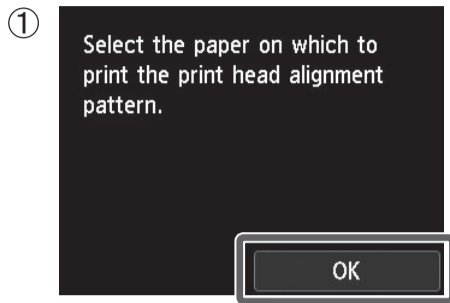 ①
Select the paper on which to
print the print head alignment
pattern.
OK